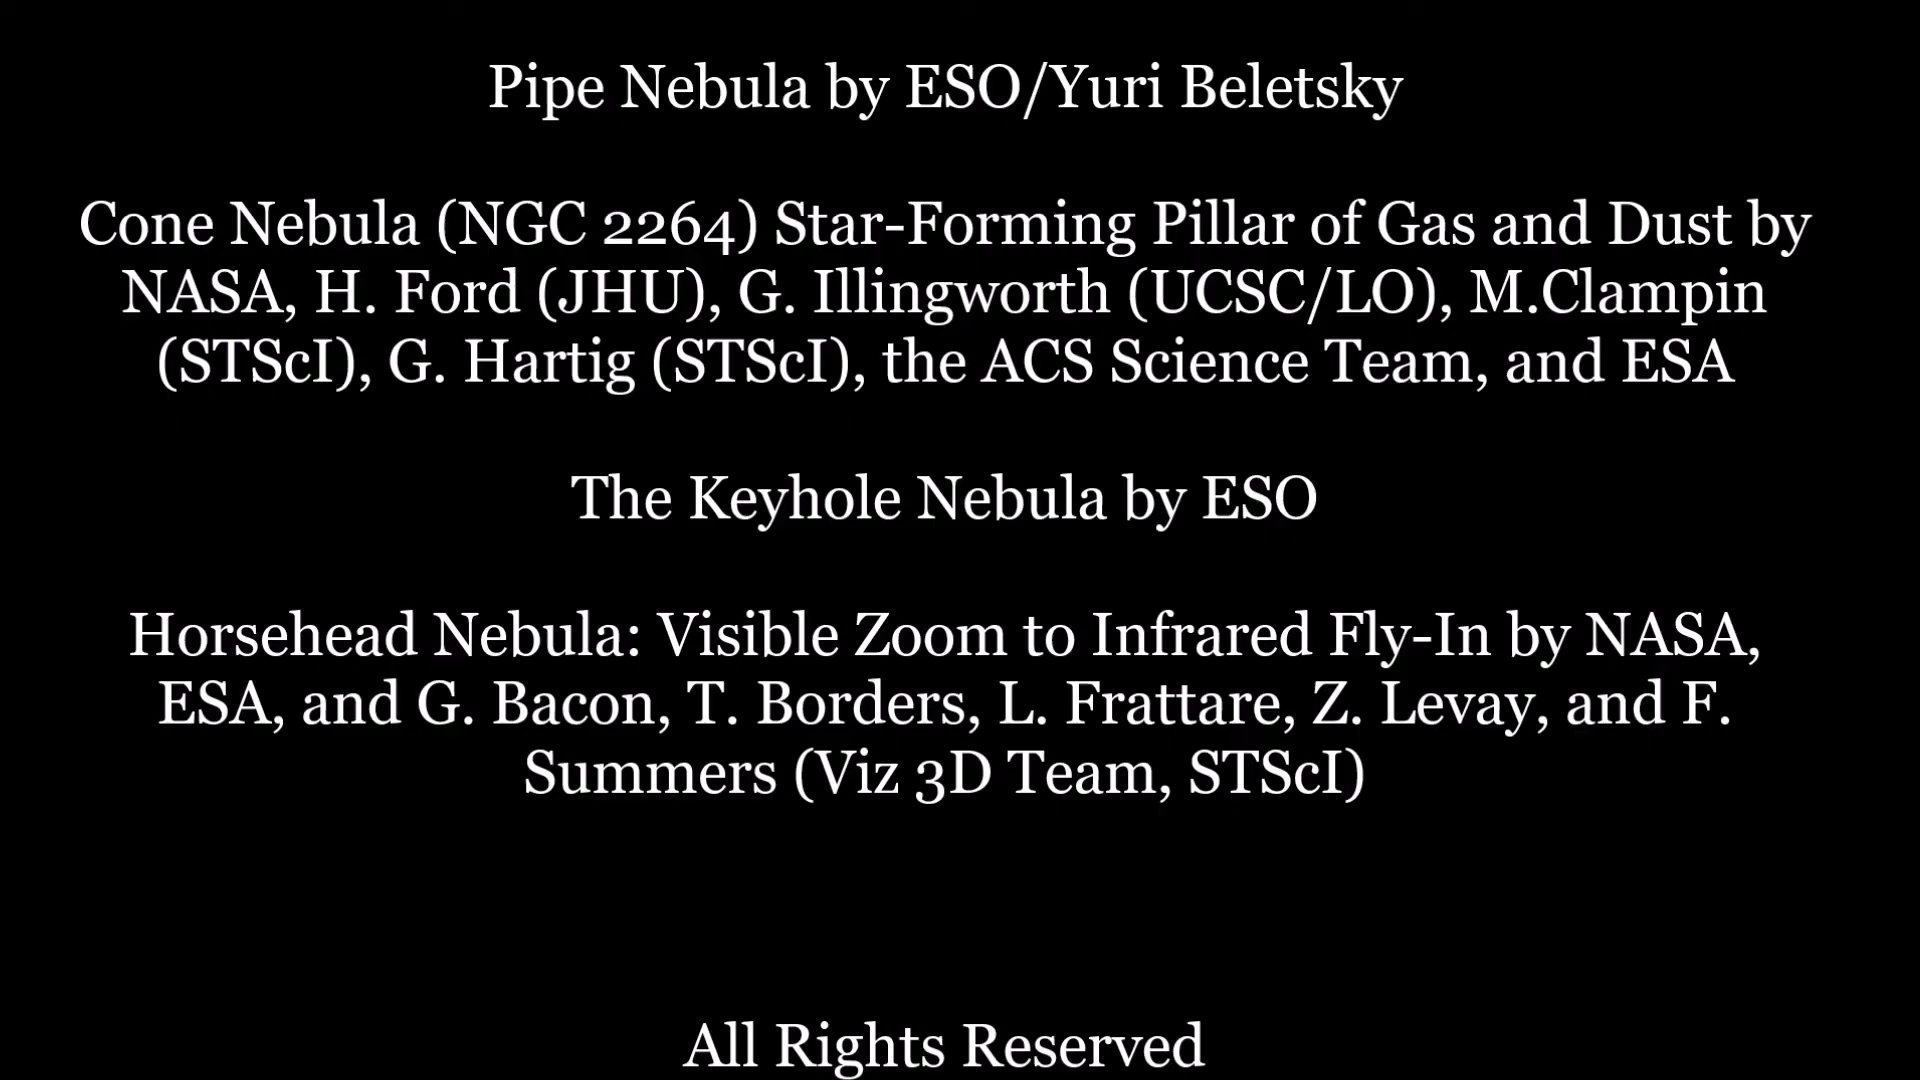 Pipe Nebula by ESO/Yuri Beletsky
Cone Nebula (NGC 2264) Star-Forming Pillar of Gas and Dust by
NASA, H. Ford (JHU), G. Illingworth (UCSC/LO), M.Clampin
(STScI), G. Hartig (STScI), the ACS Science Team, and ESA
The Keyhole Nebula by ESO
Horsehead Nebula: Visible Zoom to Infrared Fly-In by NASA,
ESA, and G. Bacon, T. Borders, L. Frattare, Z. Levay, and F.
Summers (Viz 3D Team, STScI)
All Rights Reserved